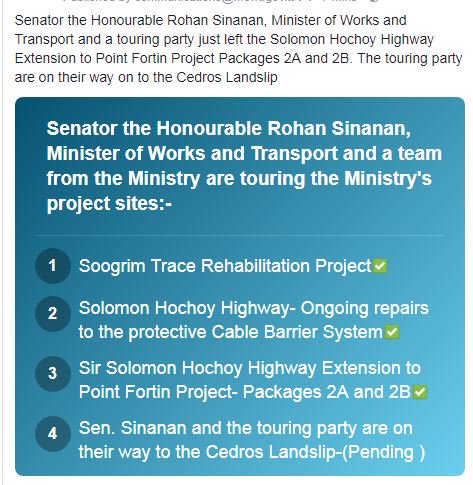 Senator the Honourable Rohan Sinanan, Minister of Works and
Transport and a touring party just left the Solomon Hochoy Highway
Extension to Point Fortin Project Packages 2A and 2B. The touring party
are on their way on to the Cedros Landslip
Senator the Honourable Rohan Sinanan,
Minister of Works and Transport and a team
from the Ministry are touring the Ministry's
project sites:-
1 Soogrim Trace Rehabilitation Project✅
2 Solomon Hochoy Highway- Ongoing repairs
to the protective Cable Barrier System✅
3 Sir Solomon Hochoy Highway Extension to
Point Fortin Project- Packages 2A and 2B✅
4 Sen. Sinanan and the touring party are on
their way to the Cedros Landslip-(Pending )